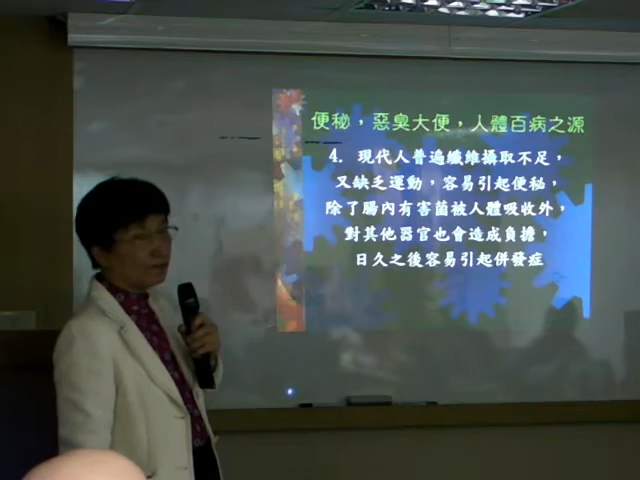 便秘，惡臭大便，人體百病之源
4. 現代人普遍纖維攝取不足，
又缺乏運動，容易引起便秘，
除了腸內有害菌被人體吸收外，
對其他器官也會造成負擔，
日久之後容易引起併發症